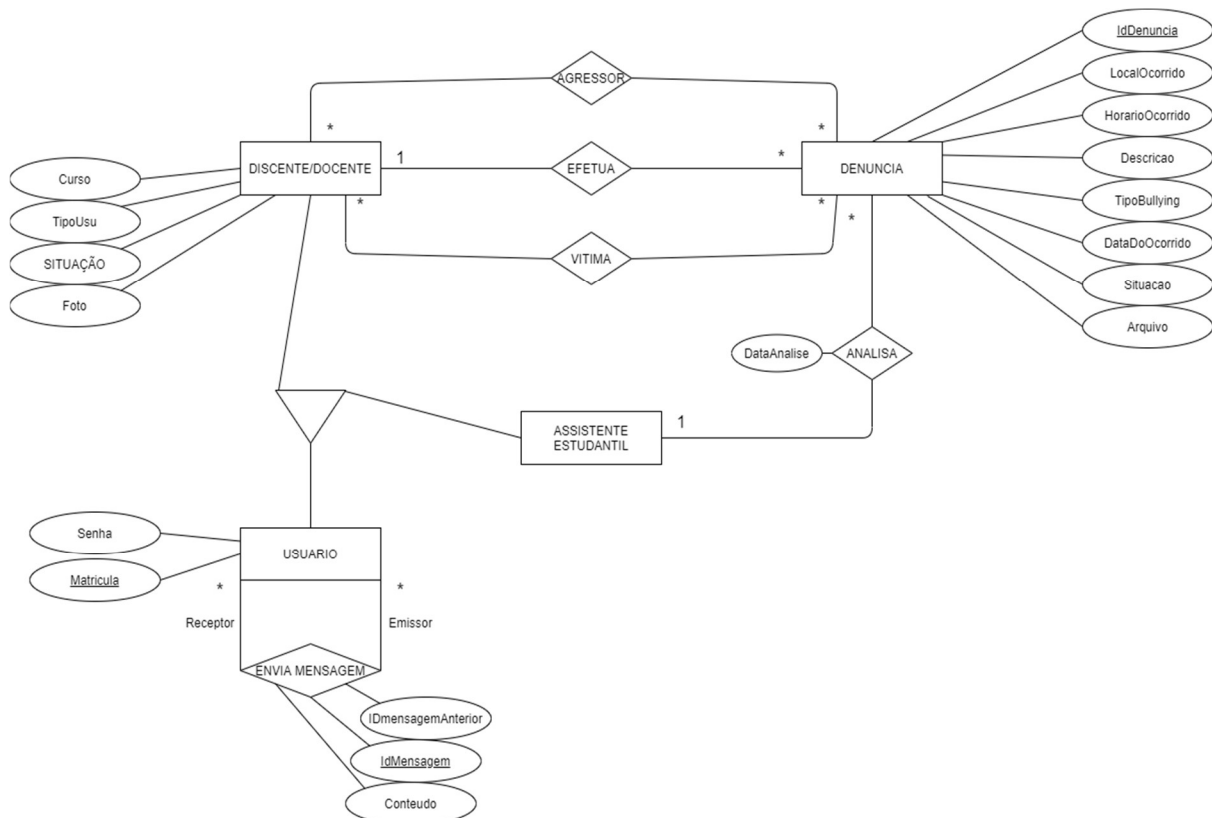 IdDenuncia
LocalOcorrido
AGRESSOR
HorarioOcorrido
*
*
DISCENTE/DOCENTE
1
EFETUA
*
DENUNCIA
Descricao
Curso
TipoBullying
TipoUsu
*
*
*
DataDoOcorrido
SITUAÇÃO
VITIMA
Situacao
Foto
Arquivo
DataAnalise
ANALISA
ASSISTENTE
ESTUDANTIL
1
Senha
USUARIO
Matricula
*
*
Receptor
Emissor
ENVIA MENSAGEM
IDmensagemAnterior
IdMensagem
Conteudo